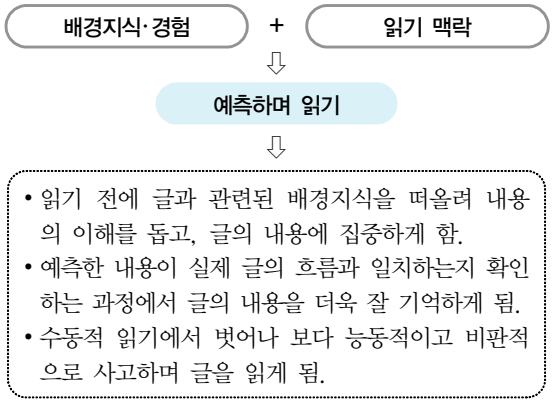 배경지식·경험 + 읽기 맥락
⇩
예측하며 읽기
⇩
• 읽기 전에 글과 관련된 배경지식을 떠올려 내용
의 이해를 돕고, 글의 내용에 집중하게 함.
• 예측한 내용이 실제 글의 흐름과 일치하는지 확인
하는 과정에서 글의 내용을 더욱 잘 기억하게 됨.
• 수동적 읽기에서 벗어나 보다 능동적이고 비판적
으로 사고하며 글을 읽게 됨.